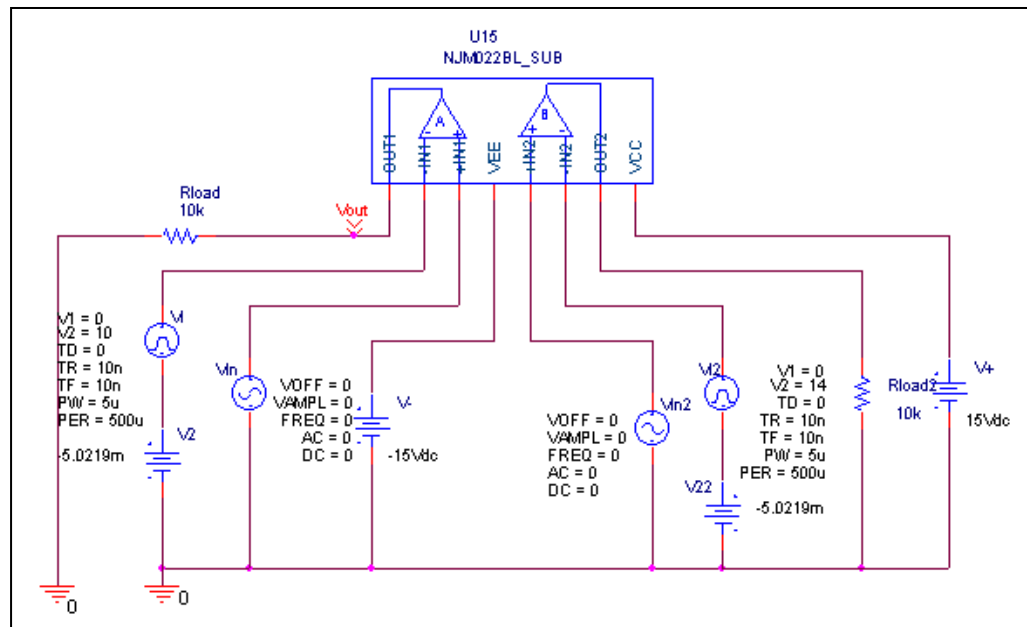 U15
NJM022BL_SUB
A
B
-
+
+
-
OUT1
-IN1
+IN1
VEE
+IN2
-IN2
OUT2
VCC
Rload
10k
Vout
V1 = 0
V2 = 10
TD = 0
TR = 10n
TF = 10n
PW = 5u
PER = 500u
V2
-5.0219m
Vin
VOFF = 0
VAMPL = 0
FREQ = 0
AC = 0
DC = 0
V-
-15Vdc
VOFF = 0
VAMPL = 0
FREQ = 0
AC = 0
DC = 0
Vin2
VI2
V22
-5.0219m
V1 = 0
V2 = 14
TD = 0
TR = 10n
TF = 10n
PW = 5u
PER = 500u
Rload2
10k
V+
15Vdc
0
0